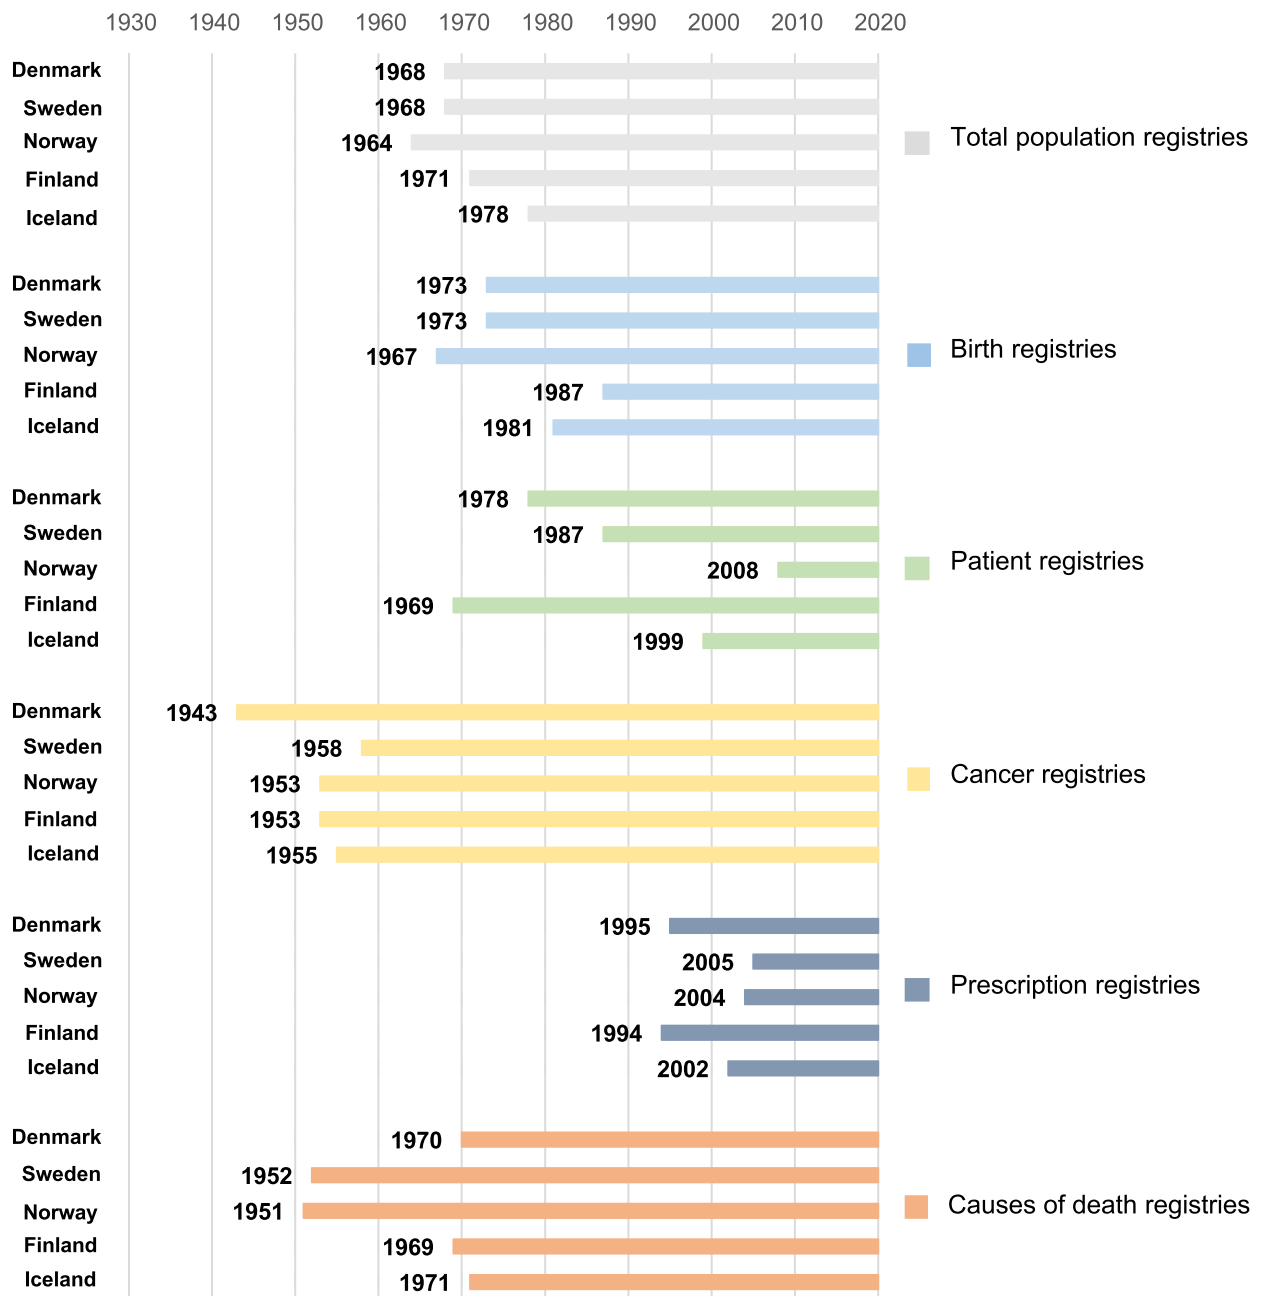 1930 1940 1950 1960 1970 1980 1990 2000 2010 2020
Denmark 1968
Sweden 1968
Norway 1964
Total population registries
Finland 1971
Iceland 1978
Denmark 1973
Sweden 1973
Norway 1967
Birth registries
Finland 1987
Iceland 1981
Denmark 1978
Sweden 1987
Norway 2008
Patient registries
Finland 1969
Iceland 1999
Denmark 1943
Sweden 1958
Norway 1953
Cancer registries
Finland 1953
Iceland 1955
Denmark 1995
Sweden 2005
Norway 2004
Prescription registries
Finland 1994
Iceland 2002
Denmark 1970
Sweden 1952
Norway 1951
Causes of death registries
Finland 1969
Iceland 1971